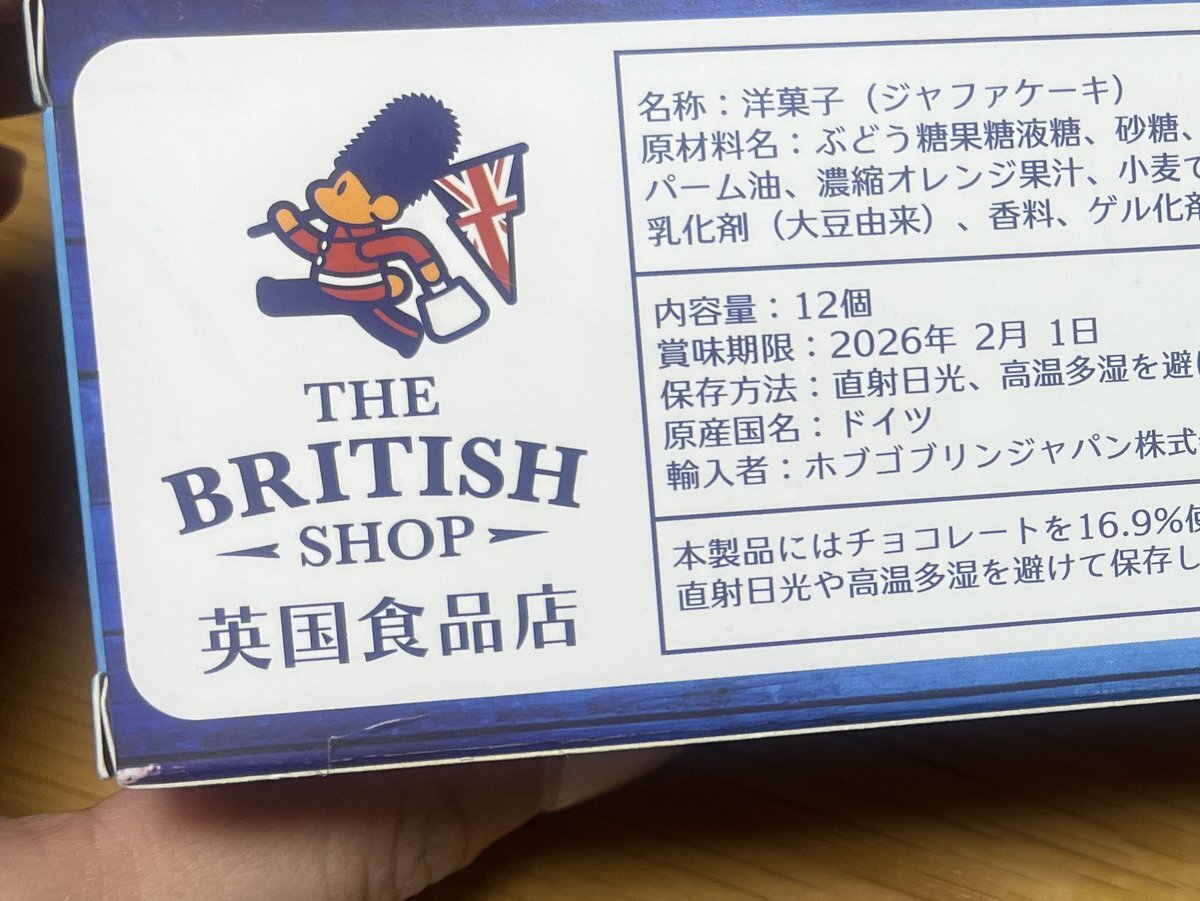 THE
BRITISH
SHOP
英国食品店
名称：洋菓子（ジャファケーキ）
原材料名：ぶどう糖果糖液糖、砂糖、
パーム油、濃縮オレンジ果汁、小麦で
乳化剤（大豆由来）、香料、ゲル化剤
内容量：12個
賞味期限：2026年 2月 1日
保存方法：直射日光、高温多湿を避け
原産国名：ドイツ
輸入者：ホブゴブリンジャパン株式
本製品にはチョコレートを16.9%使
直射日光や高温多湿を避けて保存し